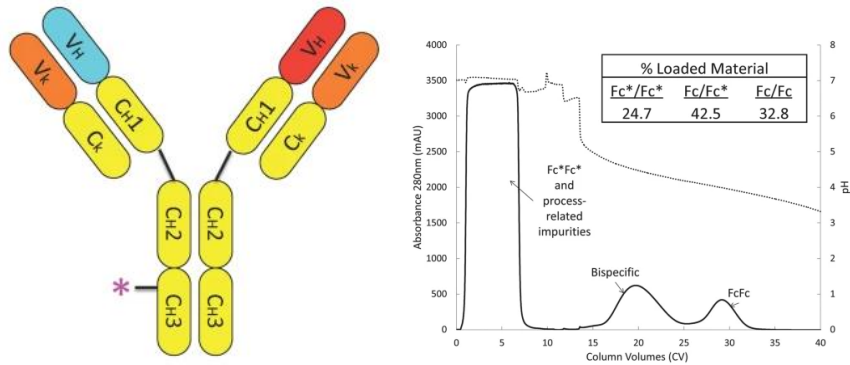 Vk
VH
CH1
Ck
VH
Vk
CH1
Ck
CH2
CH2
*
CH3
CH3
Absorbance 280nm (mAU)
4000
3500
3000
2500
2000
1500
1000
500
0
0 5 10 15 20 25 30 35 40
Column Volumes (CV)
8
7
6
5
4
3
2
1
0
pH
% Loaded Material
Fc*/Fc* Fc/Fc* Fc/Fc
24.7 42.5 32.8
Fc*Fc*
and
process-
related
impurities
Bispecific
FcFc